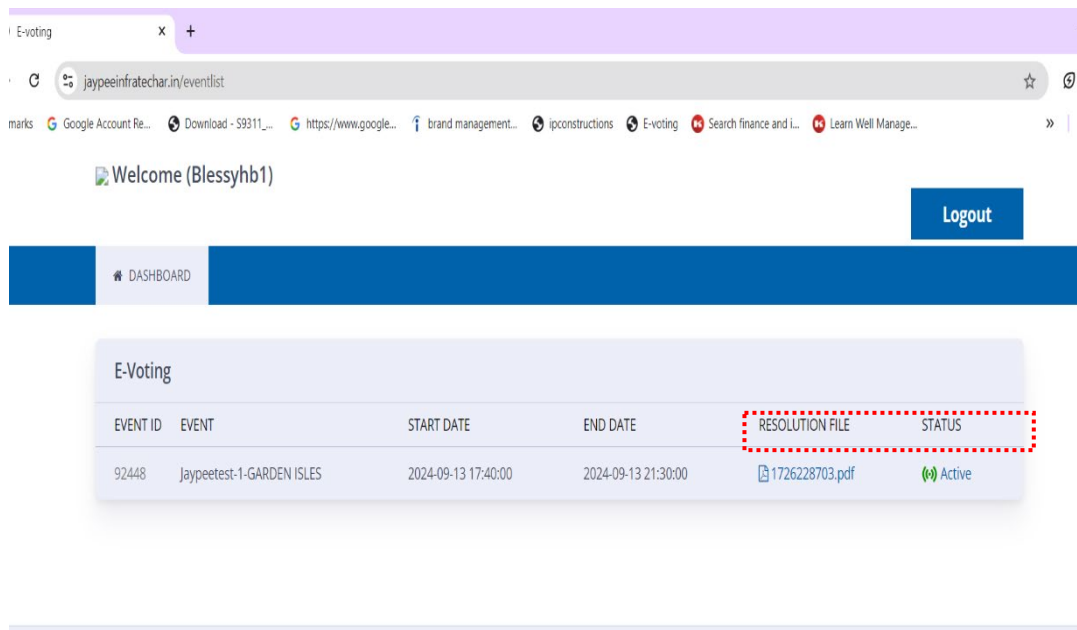 E-voting
jaypeeinfratechar.in/eventlist
marks Google Account Re... Download - S9311_... https://www.google... brand management... ipconstructions E-voting Search finance and i... Learn Well Manage... »
Welcome (Blessyhb1)
Logout
DASHBOARD
E-Voting
EVENT ID EVENT START DATE END DATE RESOLUTION FILE STATUS
92448 Jaypeetest-1-GARDEN ISLES 2024-09-13 17:40:00 2024-09-13 21:30:00 1726228703.pdf Active